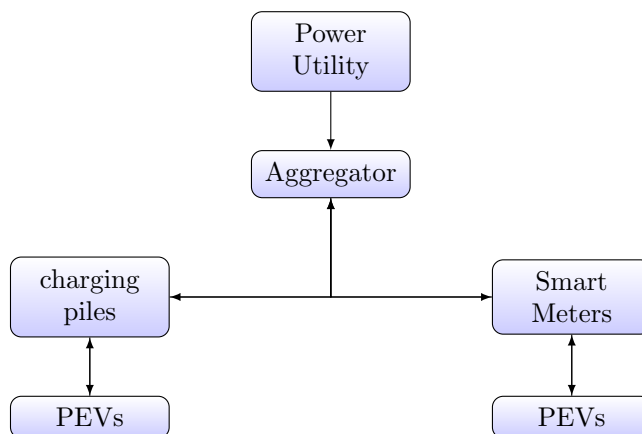 Power
Utility
Aggregator
charging
piles
Smart
Meters
PEVs
PEVs